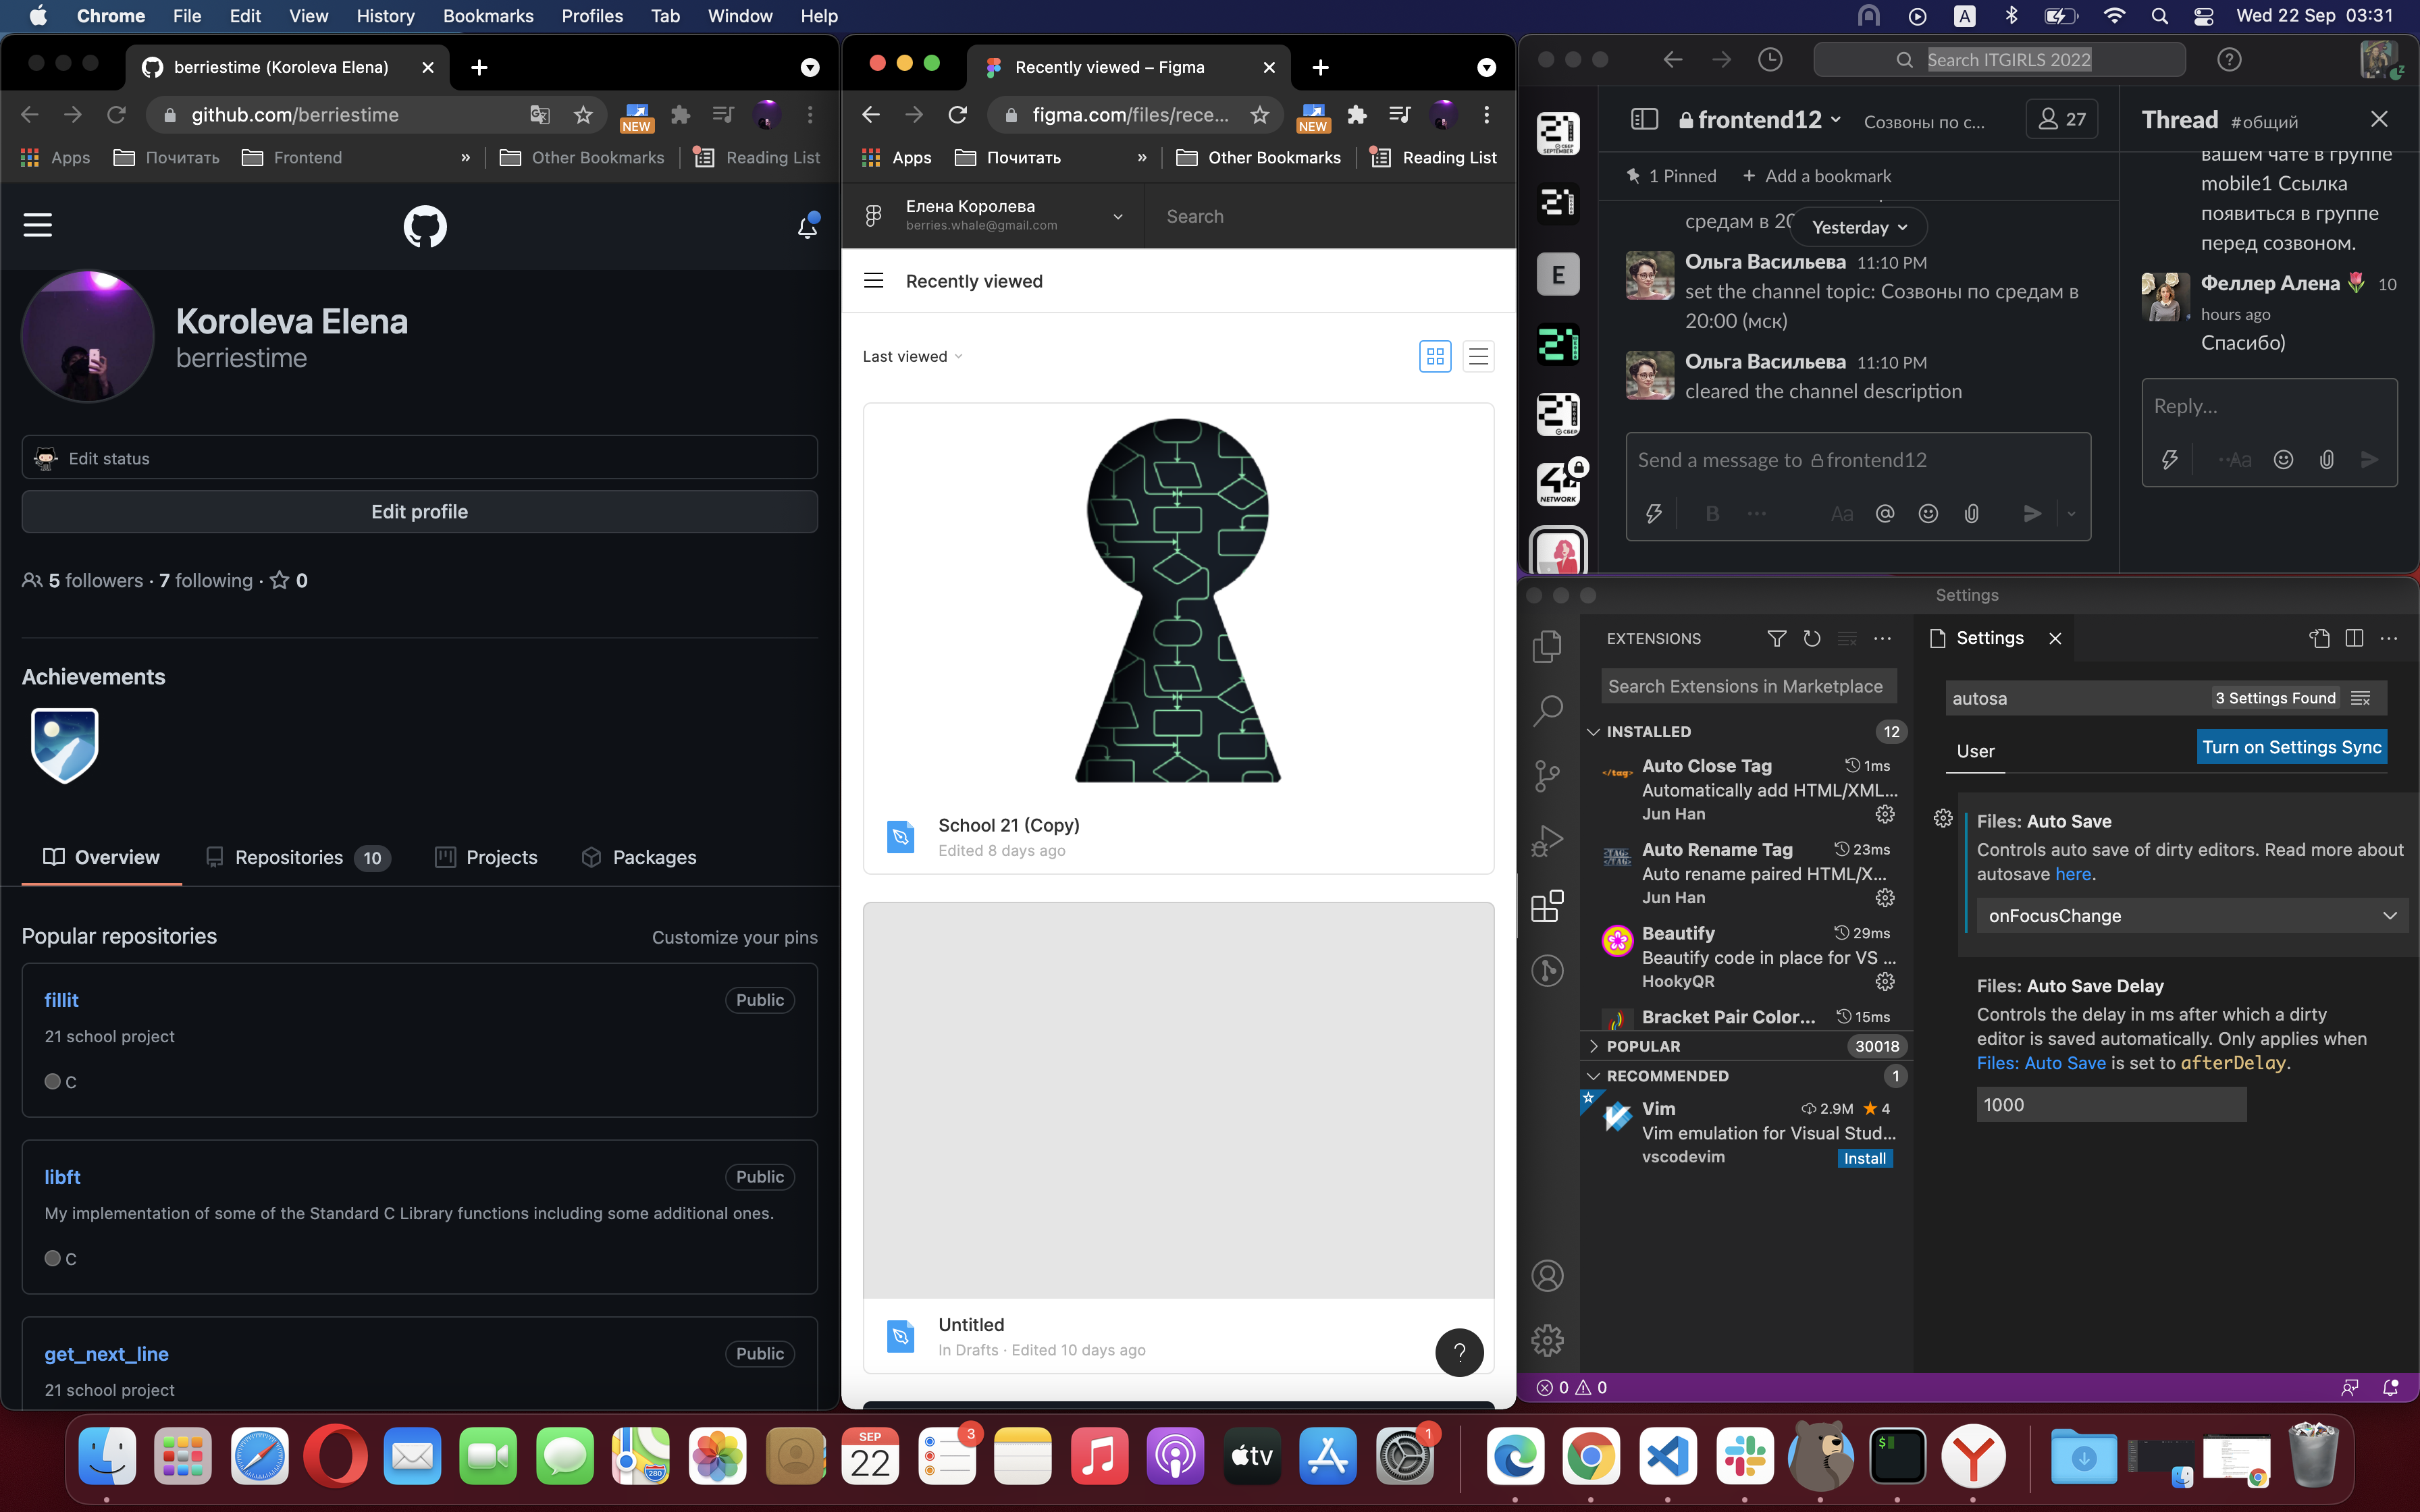 Chrome File Edit View History Bookmarks Profiles Tab Window Help
A
Wed 22 Sep 03:31
berriestime (Koroleva Elena)
github.com/berriestime
NEW
Apps Почитать Frontend » Other Bookmarks Reading List
Koroleva Elena
berriestime
Edit status
Edit profile
5 followers · 7 following · 0
Achievements
Overview Repositories 10 Projects Packages
Popular repositories
Customize your pins
fillit
Public
21 school project
C
libft
Public
My implementation of some of the Standard C Library functions including some additional ones.
C
get_next_line
Public
21 school project
Recently viewed – Figma
figma.com/files/rece...
NEW
Apps Почитать » Other Bookmarks Reading List
Елена Королева
berries.whale@gmail.com
Search
Recently viewed
Last viewed
School 21 (Copy)
Edited 8 days ago
Untitled
In Drafts · Edited 10 days ago
?
Search ITGIRLS 2022
frontend12
Созвоны по с...
27
1 Pinned
+ Add a bookmark
средам в 20
Yesterday
Ольга Васильева 11:10 PM
set the channel topic: Созвоны по средам в
20:00 (мск)
Ольга Васильева 11:10 PM
cleared the channel description
Send a message to frontend12
B
Aa
E
NETWORK
Thread #общий
вашем чате в группе
mobile1 Ссылка
появиться в группе
перед созвоном.
Феллер Алена 10
hours ago
Спасибо)
Reply...
Aa
Settings
EXTENSIONS
Search Extensions in Marketplace
INSTALLED 12
Auto Close Tag 1ms
Automatically add HTML/XML...
Jun Han
Auto Rename Tag 23ms
Auto rename paired HTML/X...
Jun Han
Beautify 29ms
Beautify code in place for VS ...
HookyQR
Bracket Pair Color... 15ms
POPULAR 30018
RECOMMENDED 1
Vim 2.9M 4
Vim emulation for Visual Stud...
vscodevim
Install
Settings
autosa
3 Settings Found
User
Turn on Settings Sync
Files: Auto Save
Controls auto save of dirty editors. Read more about
autosave here.
onFocusChange
Files: Auto Save Delay
Controls the delay in ms after which a dirty
editor is saved automatically. Only applies when
Files: Auto Save is set to afterDelay.
1000
0 0
280
SEP
22
3
tv
1
$